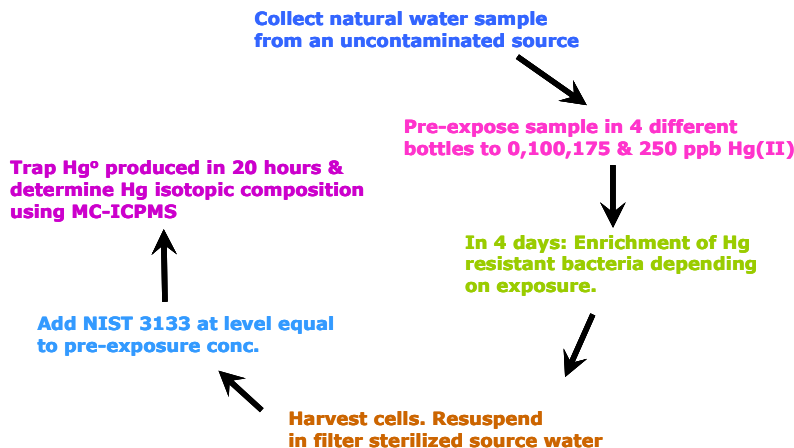 Collect natural water sample
from an uncontaminated source
Pre-expose sample in 4 different
bottles to 0,100,175 & 250 ppb Hg(II)
In 4 days: Enrichment of Hg
resistant bacteria depending
on exposure.
Harvest cells. Resuspend
in filter sterilized source water
Add NIST 3133 at level equal
to pre-exposure conc.
Trap Hgº produced in 20 hours &
determine Hg isotopic composition
using MC-ICPMS